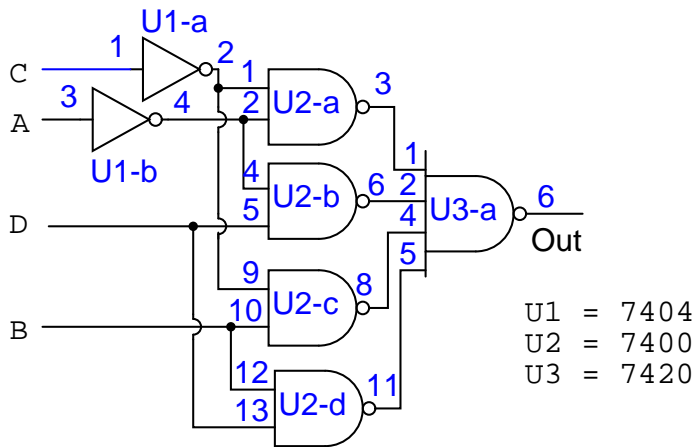 U1-a
C 1 2
1 U2-a 3
A 3 4 2
U1-b
1
4 U2-b 6 2 U3-a 6
D 5 4 Out
5
9 U2-c 8
B 10
12 U2-d 11
13
U1 = 7404
U2 = 7400
U3 = 7420